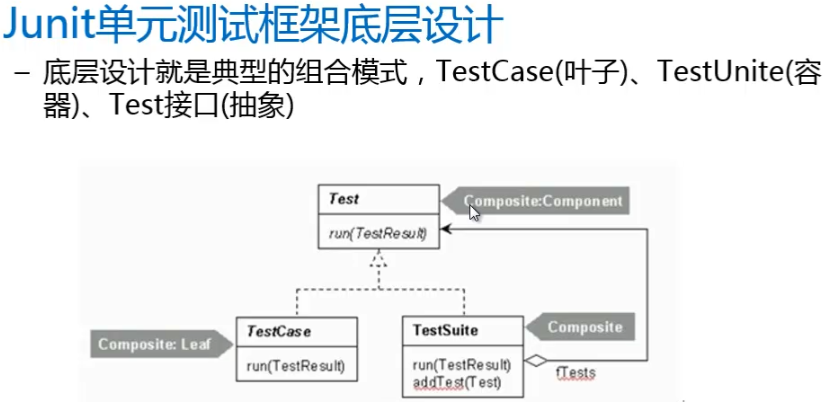 Junit单元测试框架底层设计
– 底层设计就是典型的组合模式，TestCase(叶子)、TestUnite(容
器)、Test接口(抽象)
Test
Composite:Component
run(TestResult)
TestCase
TestSuite
Composite
Composite: Leaf
run(TestResult)
run(TestResult)
addTest(Test)
fTests